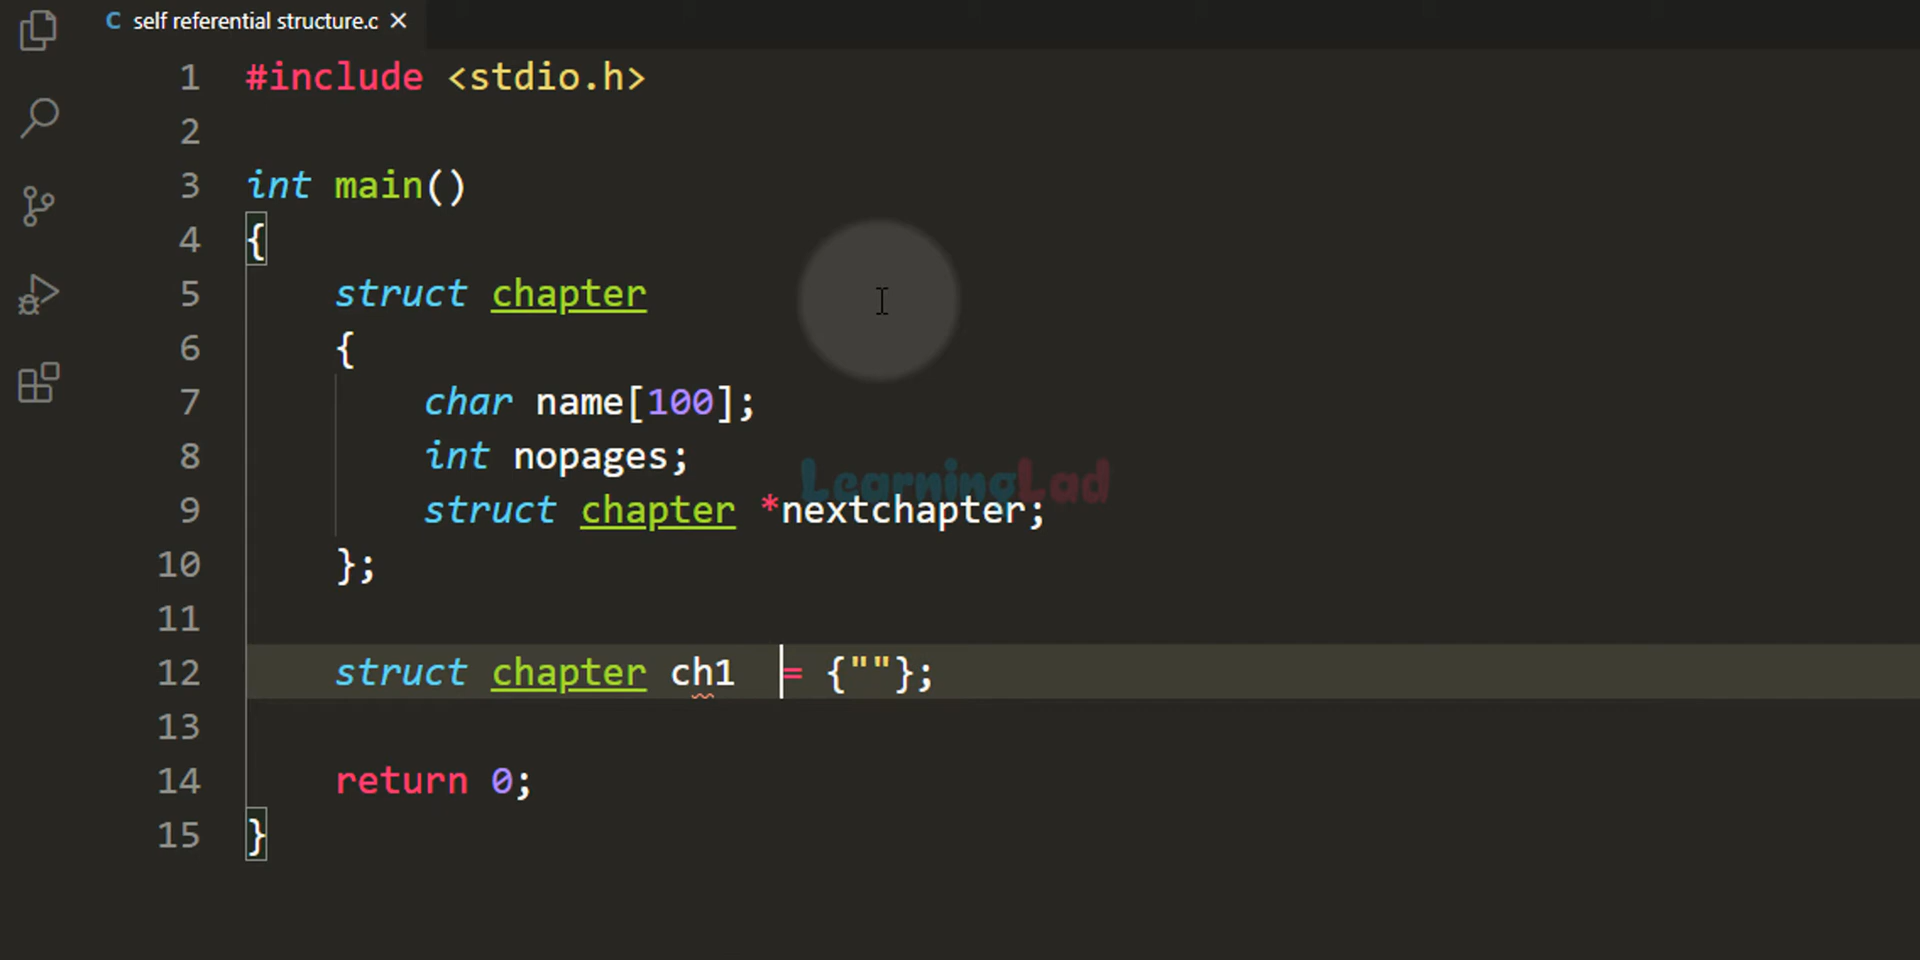 C self referential structure.c ×
1 #include <stdio.h>
2
3 int main()
4 {
5 struct chapter
6 {
7 char name[100];
8 int nopages;
LearningLad
9 struct chapter *nextchapter;
10 };
11
12 struct chapter ch1  = {""};
13
14 return 0;
15 }